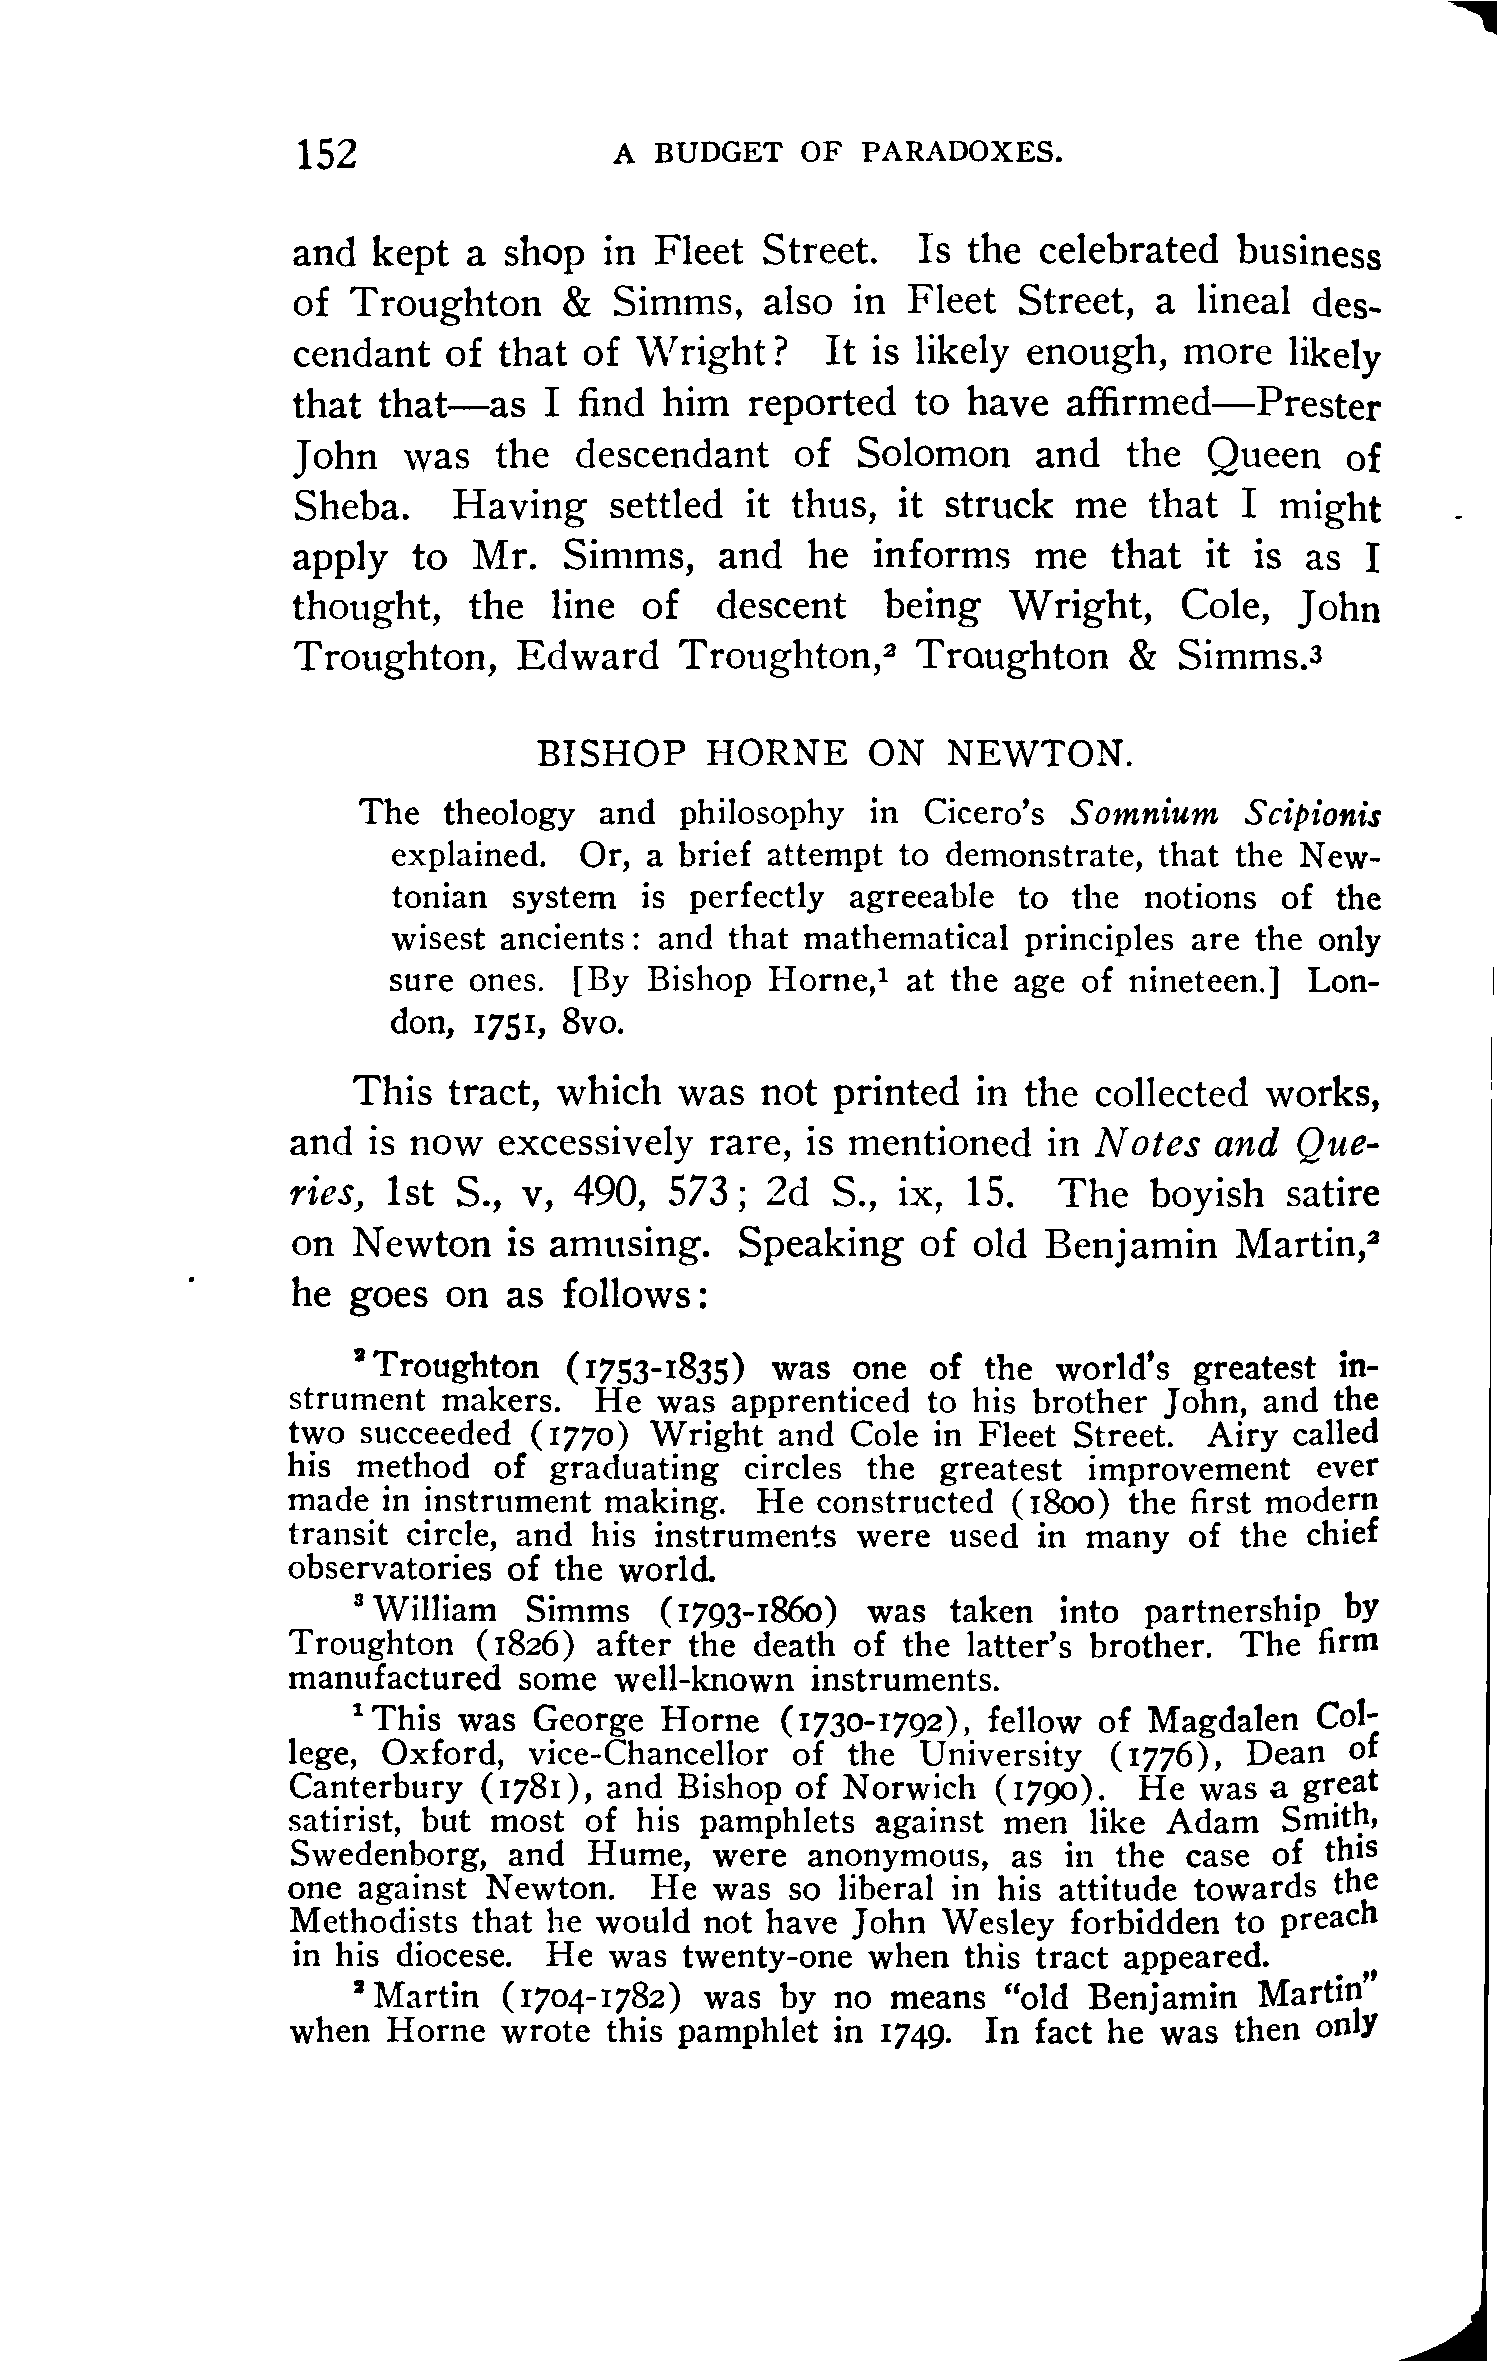 152 A BUDGET OF PARADOXES.
and kept a shop in Fleet Street. Is the celebrated business
of Troughton & Simms, also in Fleet Street, a lineal des-
cendant of that of Wright? It is likely enough, more likely
that that—as I find him reported to have affirmed—Prester
John was the descendant of Solomon and the Queen of
Sheba. Having settled it thus, it struck me that I might
apply to Mr. Simms, and he informs me that it is as I
thought, the line of descent being Wright, Cole, John
Troughton, Edward Troughton,² Troughton & Simms.³
BISHOP HORNE ON NEWTON.
The theology and philosophy in Cicero's Somnium Scipionis
explained. Or, a brief attempt to demonstrate, that the New-
tonian system is perfectly agreeable to the notions of the
wisest ancients: and that mathematical principles are the only
sure ones. [By Bishop Horne,¹ at the age of nineteen.] Lon-
don, 1751, 8vo.
This tract, which was not printed in the collected works,
and is now excessively rare, is mentioned in Notes and Que-
ries, 1st S., v, 490, 573; 2d S., ix, 15. The boyish satire
on Newton is amusing. Speaking of old Benjamin Martin,²
he goes on as follows:
² Troughton (1753-1835) was one of the world's greatest in-
strument makers. He was apprenticed to his brother John, and the
two succeeded (1770) Wright and Cole in Fleet Street. Airy called
his method of graduating circles the greatest improvement ever
made in instrument making. He constructed (1800) the first modern
transit circle, and his instruments were used in many of the chief
observatories of the world.
³ William Simms (1793-1860) was taken into partnership by
Troughton (1826) after the death of the latter's brother. The firm
manufactured some well-known instruments.
¹ This was George Horne (1730-1792), fellow of Magdalen Col-
lege, Oxford, vice-Chancellor of the University (1776), Dean of
Canterbury (1781), and Bishop of Norwich (1790). He was a great
satirist, but most of his pamphlets against men like Adam Smith,
Swedenborg, and Hume, were anonymous, as in the case of this
one against Newton. He was so liberal in his attitude towards the
Methodists that he would not have John Wesley forbidden to preach
in his diocese. He was twenty-one when this tract appeared.
² Martin (1704-1782) was by no means "old Benjamin Martin"
when Horne wrote this pamphlet in 1749. In fact he was then only